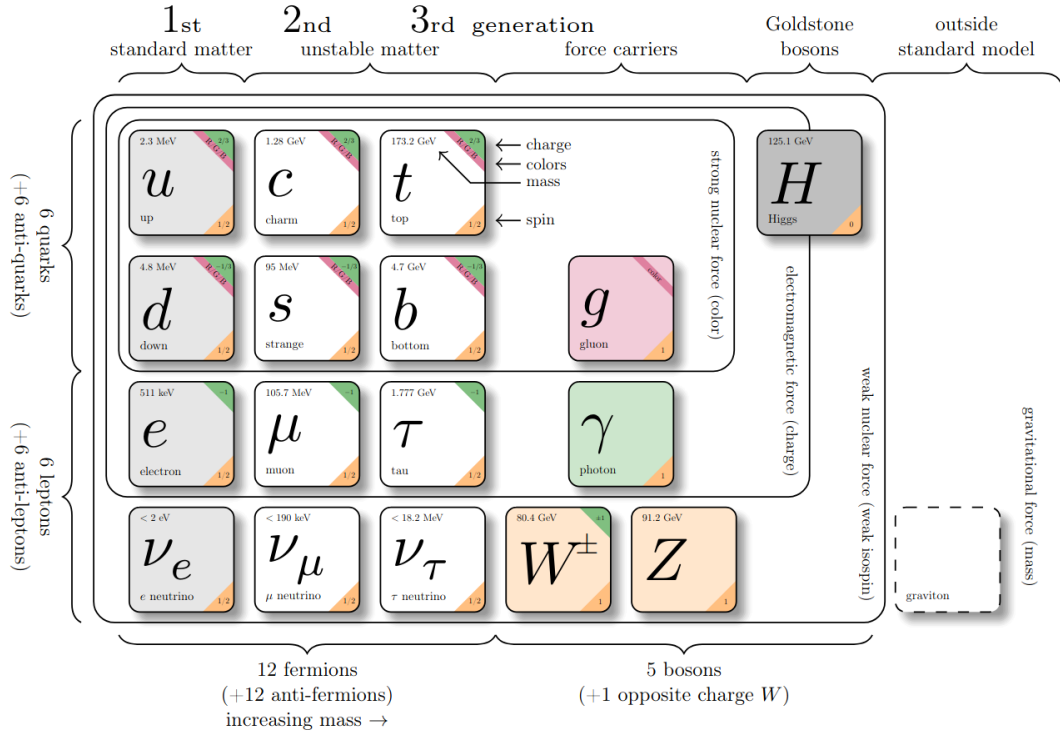 1st 2nd 3rd generation
standard matter unstable matter force carriers Goldstone bosons outside standard model
6 quarks
(+6 anti-quarks)
6 leptons
(+6 anti-leptons)
2.3 MeV 2/3 R/G/B
u
up 1/2
1.28 GeV 2/3 R/G/B
c
charm 1/2
173.2 GeV 2/3 R/G/B
t
top 1/2
charge
colors
mass
spin
125.1 GeV
H
Higgs 0
4.8 MeV −1/3 R/G/B
d
down 1/2
95 MeV −1/3 R/G/B
s
strange 1/2
4.7 GeV −1/3 R/G/B
b
bottom 1/2
color
g
gluon 1
strong nuclear force (color)
electromagnetic force (charge)
weak nuclear force (weak isospin)
gravitational force (mass)
511 keV −1
e
electron 1/2
105.7 MeV −1
μ
muon 1/2
1.777 GeV −1
τ
tau 1/2
γ
photon 1
< 2 eV
νe
e neutrino 1/2
< 190 keV
νμ
μ neutrino 1/2
< 18.2 MeV
ντ
τ neutrino 1/2
80.4 GeV ±1
W±
1
91.2 GeV
Z
1
graviton
12 fermions
(+12 anti-fermions)
increasing mass →
5 bosons
(+1 opposite charge W)